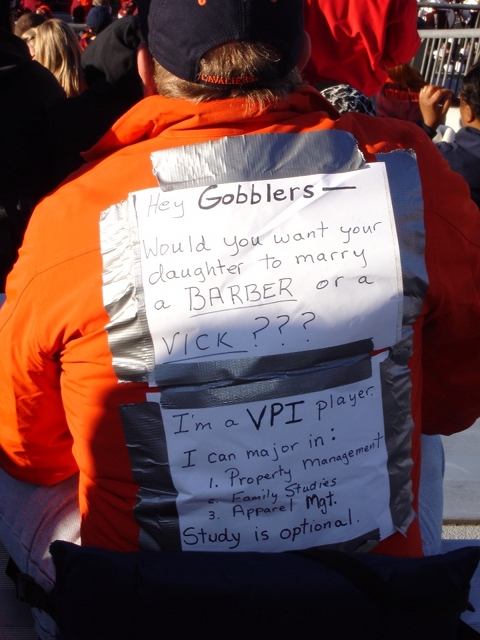 CAVALIERS
Hey Gobblers —
Would you want your
daughter to marry
a BARBER or a
VICK ???
I'm a VPI player.
I can major in:
1. Property management
2. Family Studies
3. Apparel Mgt.
Study is optional.